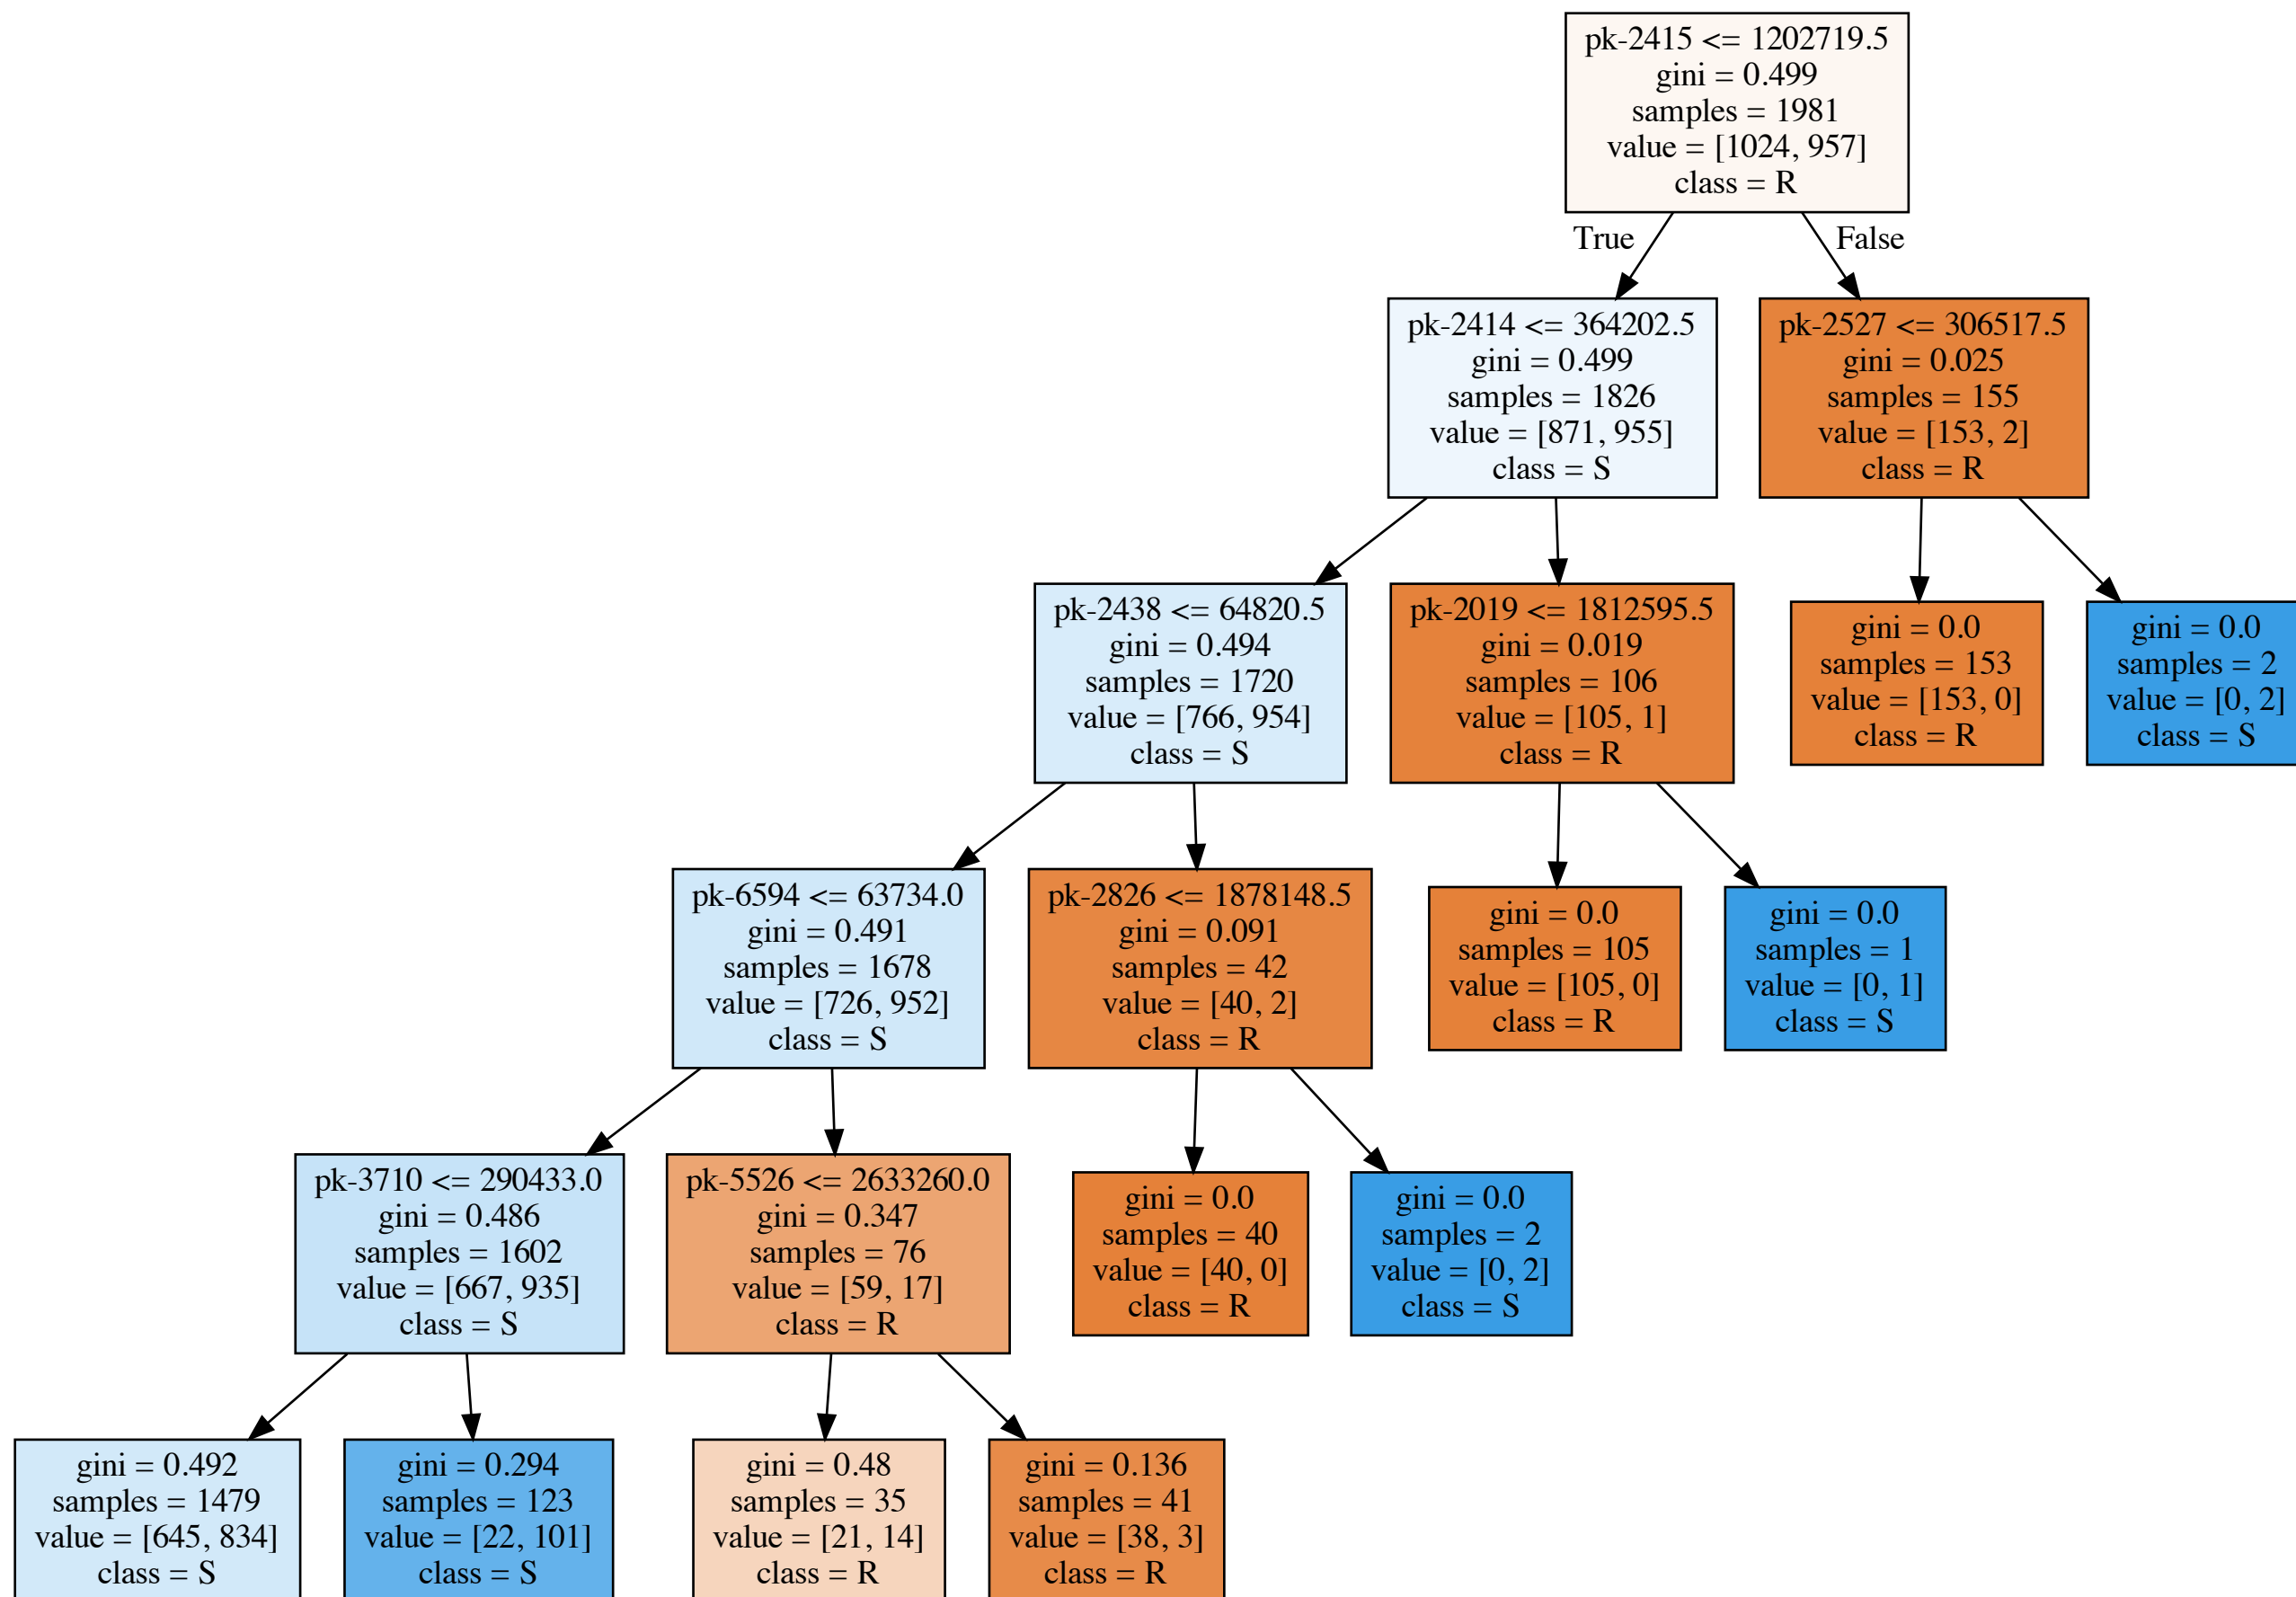 pk-2415 <= 1202719.5
gini = 0.499
samples = 1981
value = [1024, 957]
class = R
True
False
pk-2414 <= 364202.5
gini = 0.499
samples = 1826
value = [871, 955]
class = S
pk-2527 <= 306517.5
gini = 0.025
samples = 155
value = [153, 2]
class = R
pk-2438 <= 64820.5
gini = 0.494
samples = 1720
value = [766, 954]
class = S
pk-2019 <= 1812595.5
gini = 0.019
samples = 106
value = [105, 1]
class = R
gini = 0.0
samples = 153
value = [153, 0]
class = R
gini = 0.0
samples = 2
value = [0, 2]
class = S
pk-6594 <= 63734.0
gini = 0.491
samples = 1678
value = [726, 952]
class = S
pk-2826 <= 1878148.5
gini = 0.091
samples = 42
value = [40, 2]
class = R
gini = 0.0
samples = 105
value = [105, 0]
class = R
gini = 0.0
samples = 1
value = [0, 1]
class = S
pk-3710 <= 290433.0
gini = 0.486
samples = 1602
value = [667, 935]
class = S
pk-5526 <= 2633260.0
gini = 0.347
samples = 76
value = [59, 17]
class = R
gini = 0.0
samples = 40
value = [40, 0]
class = R
gini = 0.0
samples = 2
value = [0, 2]
class = S
gini = 0.492
samples = 1479
value = [645, 834]
class = S
gini = 0.294
samples = 123
value = [22, 101]
class = S
gini = 0.48
samples = 35
value = [21, 14]
class = R
gini = 0.136
samples = 41
value = [38, 3]
class = R